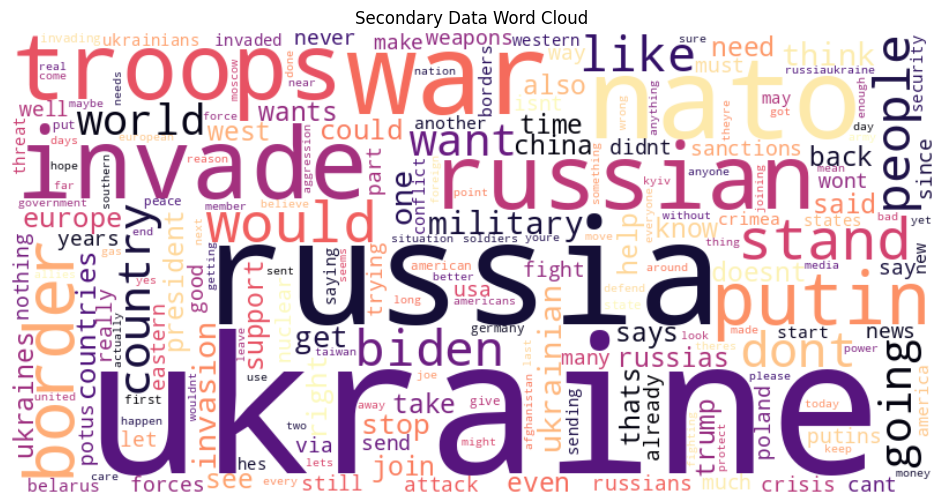 Secondary Data Word Cloud
invading
ukrainians
invaded
never
make
weapons
western
way
like
need
sure
think
must
real
come
needs
troops
moscow
done
near
war
nation
borders
also
isnt
nato
wrong
anything
russiaukraine
enough
people
security
well
maybe
put
world
force
wants
west
could
another
time
china
didnt
may
got
theyre
day
sanctions
threat
days
european
hope
invade
reason
aggression
part
want
russian
something
kyiv
anyone
joining
mean
back
wont
since
far
southern
government
peace
member
believe
one
conflict
foreign
point
without
crimea
states
said
bad
yet
europe
years
end
next
would
military
know
everyone
thing
media
new
nothing
border
country
gas
president
getting
good
situation
soldiers
youre
move
help
around
stand
say
ukraines
countries
yes
really
eastern
actually
support
sent
saying
seems
trying
american
better
long
americans
russia
usa
fight
defend
state
doesnt
putin
potus
first
invasion
nuclear
right
get
biden
germany
ukrainian
says
look
made
start
news
power
united
happen
leave
use
taiwan
many
russias
theres
dont
going
let
wouldnt
two
via
take
joe
give
last
afghanistan
sending
thats
already
trump
fighting
protect
poland
please
putins
today
keep
america
stop
send
away
might
belarus
care
forces
see
hes
every
lets
still
join
attack
even
russians
much
crisis
cant
money
ukraine